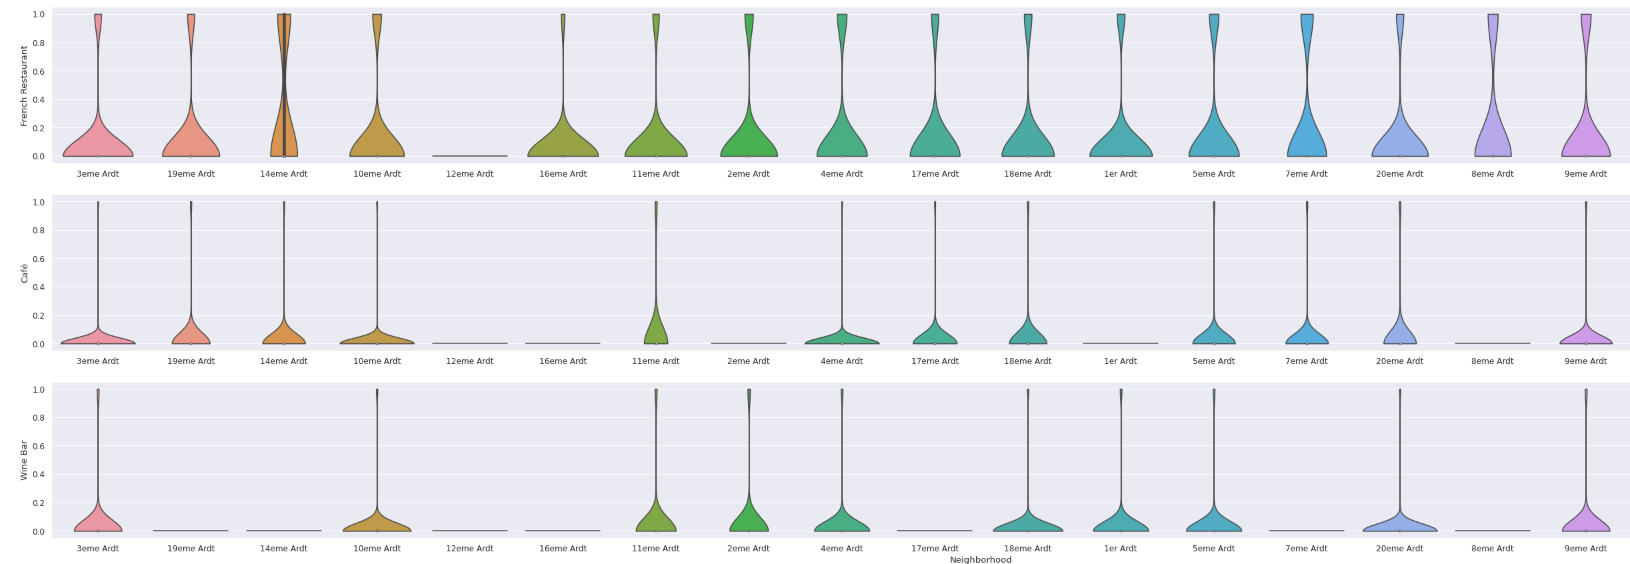 French Restaurant
1.0
0.8
0.6
0.4
0.2
0.0
3eme Ardt 19eme Ardt 14eme Ardt 10eme Ardt 12eme Ardt 16eme Ardt 11eme Ardt 2eme Ardt 4eme Ardt 17eme Ardt 18eme Ardt 1er Ardt 5eme Ardt 7eme Ardt 20eme Ardt 8eme Ardt 9eme Ardt
Café
1.0
0.8
0.6
0.4
0.2
0.0
3eme Ardt 19eme Ardt 14eme Ardt 10eme Ardt 12eme Ardt 16eme Ardt 11eme Ardt 2eme Ardt 4eme Ardt 17eme Ardt 18eme Ardt 1er Ardt 5eme Ardt 7eme Ardt 20eme Ardt 8eme Ardt 9eme Ardt
Wine Bar
1.0
0.8
0.6
0.4
0.2
0.0
3eme Ardt 19eme Ardt 14eme Ardt 10eme Ardt 12eme Ardt 16eme Ardt 11eme Ardt 2eme Ardt 4eme Ardt 17eme Ardt 18eme Ardt 1er Ardt 5eme Ardt 7eme Ardt 20eme Ardt 8eme Ardt 9eme Ardt
Neighborhood